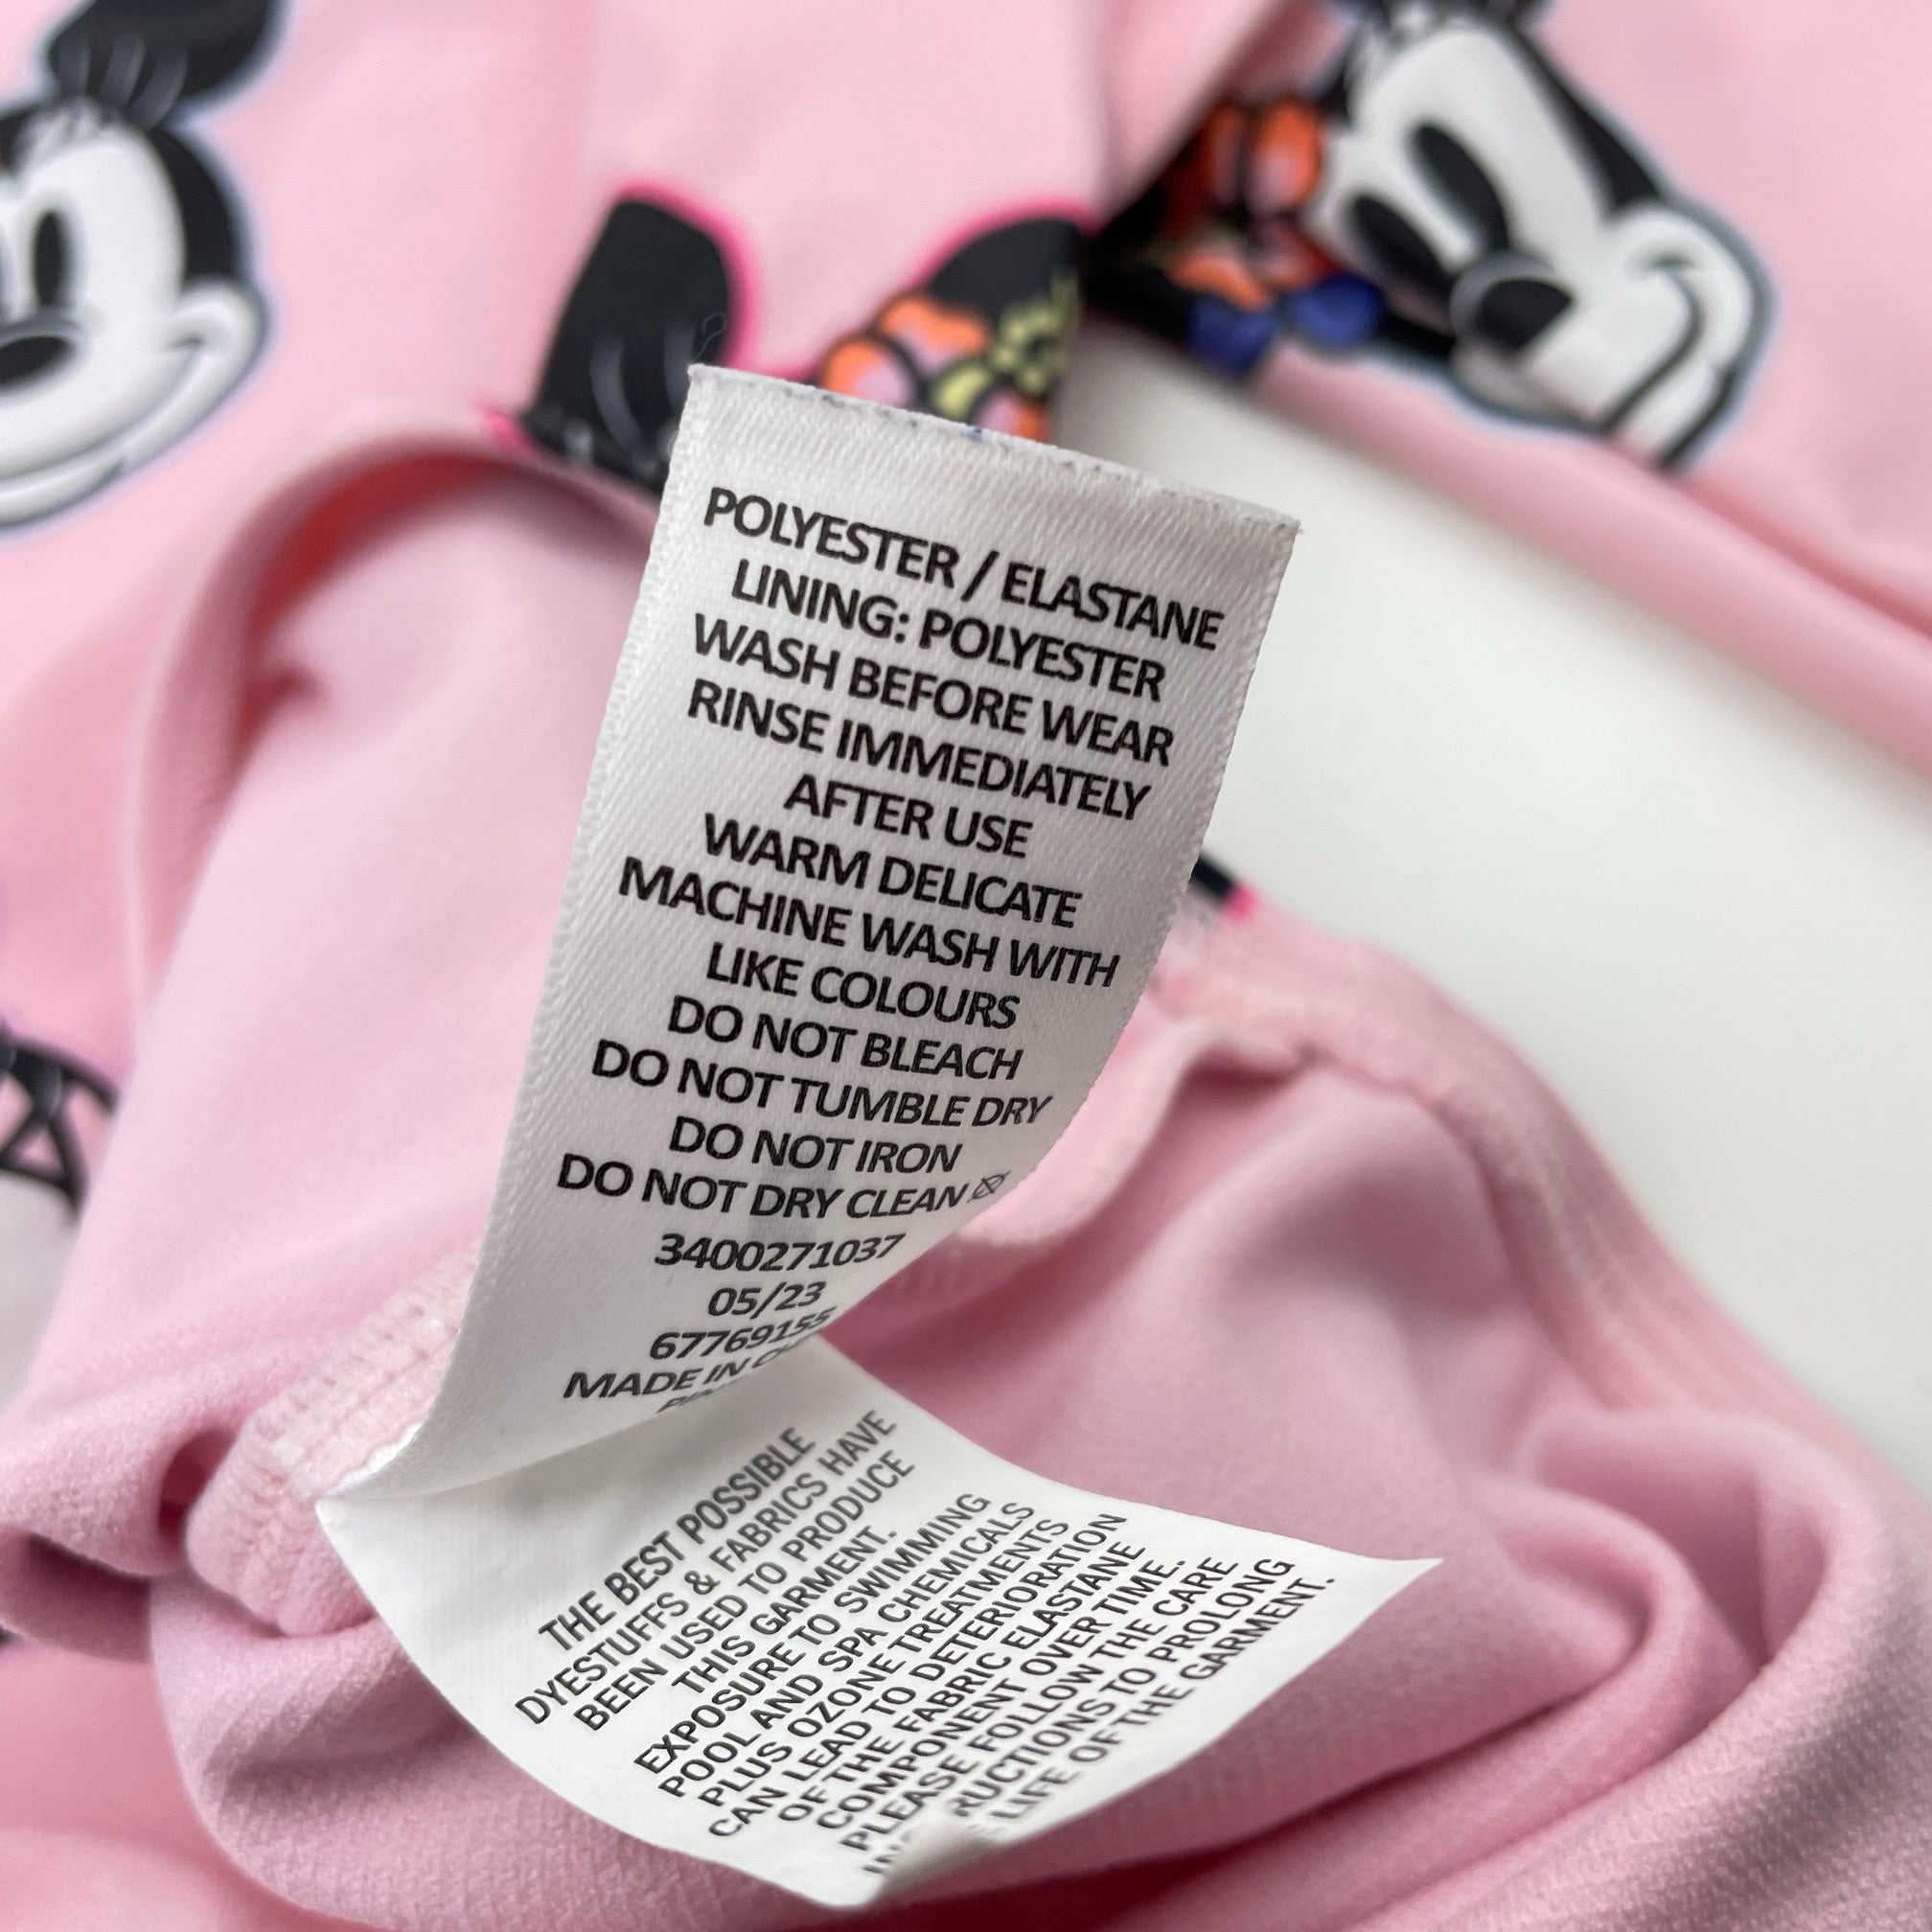 POLYESTER / ELASTANE
LINING: POLYESTER
WASH BEFORE WEAR
RINSE IMMEDIATELY
AFTER USE
WARM DELICATE
MACHINE WASH WITH
LIKE COLOURS
DO NOT BLEACH
DO NOT TUMBLE DRY
DO NOT IRON
DO NOT DRY CLEAN
3400271037
05/23
67769155
MADE IN
THE BEST POSSIBLE
DYESTUFFS & FABRICS HAVE
BEEN USED TO PRODUCE
THIS GARMENT.
EXPOSURE TO SWIMMING
POOL AND SPA CHEMICALS
PLUS OZONE TREATMENTS
CAN LEAD TO DETERIORATION
OF THE FABRIC ELASTANE
COMPONENT OVER TIME.
PLEASE FOLLOW THE CARE
TO PROLONG
LIFE OF THE GARMENT.